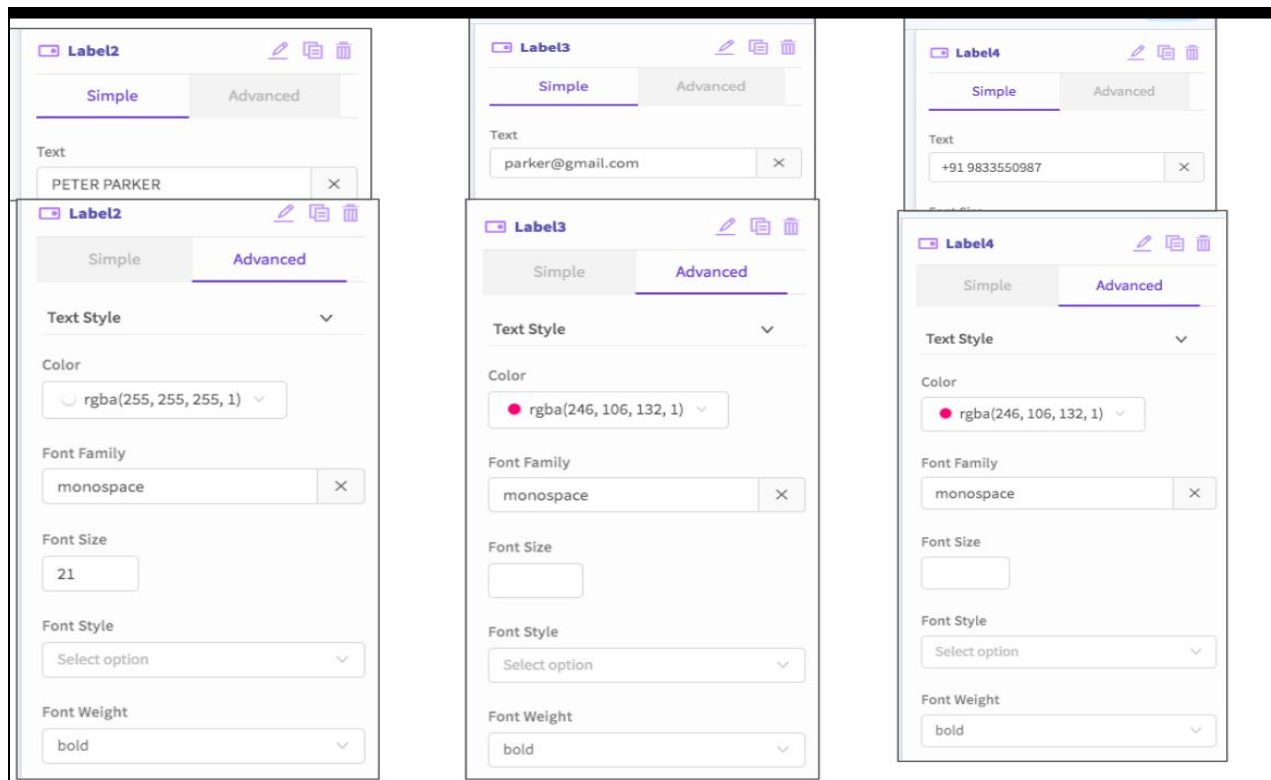 Label2
Simple
Advanced
Text
PETER PARKER
Label2
Simple
Advanced
Text Style
Color
rgba(255, 255, 255, 1)
Font Family
monospace
Font Size
21
Font Style
Select option
Font Weight
bold
Label3
Simple
Advanced
Text
parker@gmail.com
Label3
Simple
Advanced
Text Style
Color
rgba(246, 106, 132, 1)
Font Family
monospace
Font Size
Font Style
Select option
Font Weight
bold
Label4
Simple
Advanced
Text
+91 9833550987
Font Size
Label4
Simple
Advanced
Text Style
Color
rgba(246, 106, 132, 1)
Font Family
monospace
Font Size
Font Style
Select option
Font Weight
bold